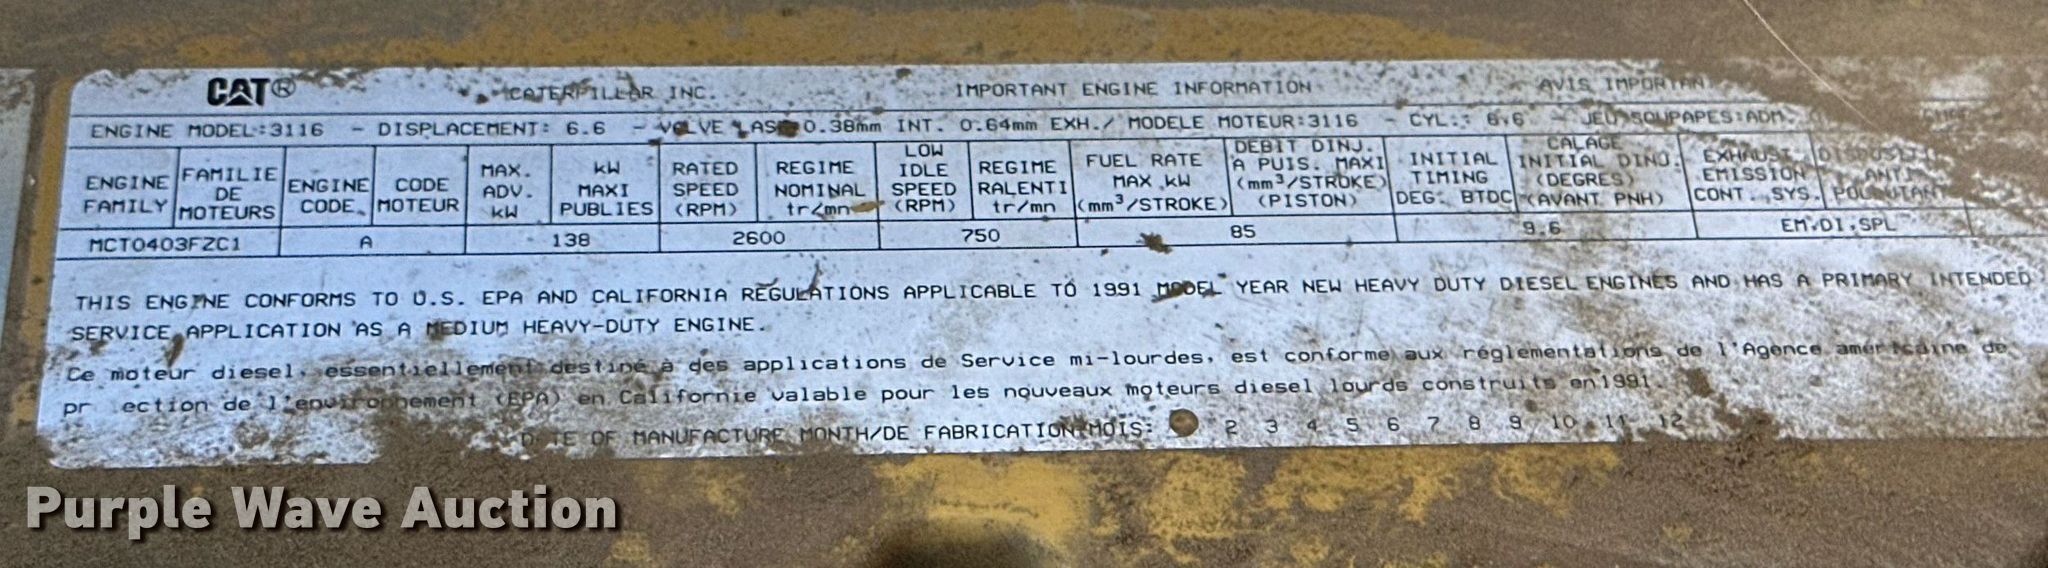 CAT® CATERPILLAR INC. IMPORTANT ENGINE INFORMATION AVIS IMPORTAN
ENGINE MODEL:3116 - DISPLACEMENT: 6.6 - VALVE LASH 0.38mm INT. 0.64mm EXH./ MODELE MOTEUR:3116 - CYL.: 6.6 - JEU SOUPAPES:ADM.
ENGINE FAMILY
FAMILIE DE MOTEURS
ENGINE CODE
CODE MOTEUR
MAX. ADV. kW
kW MAXI PUBLIES
RATED SPEED (RPM)
REGIME NOMINAL tr/mn
LOW IDLE SPEED (RPM)
REGIME RALENTI tr/mn
FUEL RATE MAX kW (mm³/STROKE)
DEBIT DINJ. A PUIS. MAXI (mm³/STROKE) (PISTON)
INITIAL TIMING DEG. BTDC
CALAGE INITIAL DINJ. (DEGRES) (AVANT PNH)
EXHAUST EMISSION CONT. SYS.
DISPOSITI ANTI POLLUTANT
MCT0403FZC1 A 138 2600 750 85 9.6 EM.DI.SPL
THIS ENGINE CONFORMS TO U.S. EPA AND CALIFORNIA REGULATIONS APPLICABLE TO 1991 MODEL YEAR NEW HEAVY DUTY DIESEL ENGINES AND HAS A PRIMARY INTENDED
SERVICE APPLICATION AS A MEDIUM HEAVY-DUTY ENGINE.
Ce moteur diesel, essentiellement destiné à des applications de Service mi-lourdes, est conforme aux réglementations de l'Agence americaine de
pr ection de l'environnement (EPA) en Californie valable pour les nouveaux moteurs diesel lourds construits en 1991.
DATE OF MANUFACTURE MONTH/DE FABRICATION MOIS: 2 3 4 5 6 7 8 9 10 11 12
Purple Wave Auction